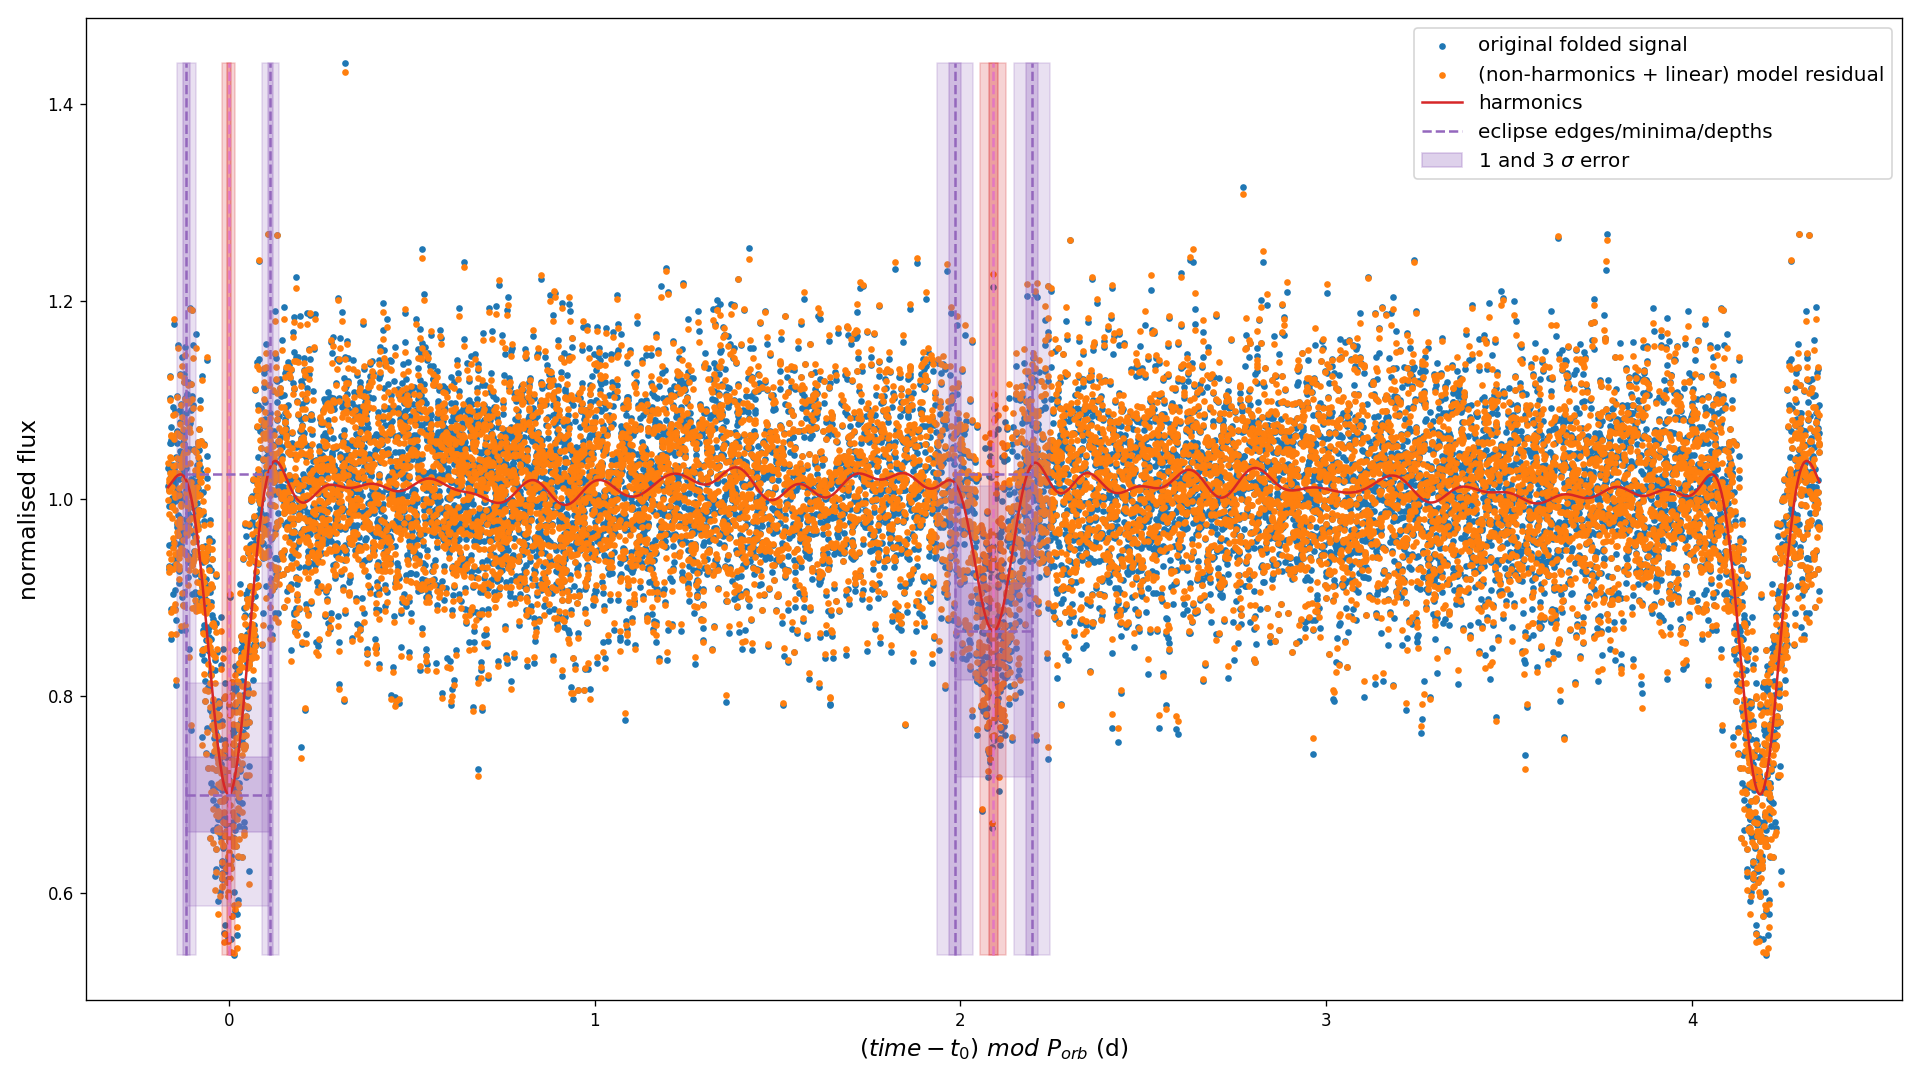 original folded signal
(non-harmonics + linear) model residual
harmonics
eclipse edges/minima/depths
1 and 3 σ error
normalised flux
1.4
1.2
1.0
0.8
0.6
0
1
2
3
4
(time − t₀) mod Pₒᵣb (d)